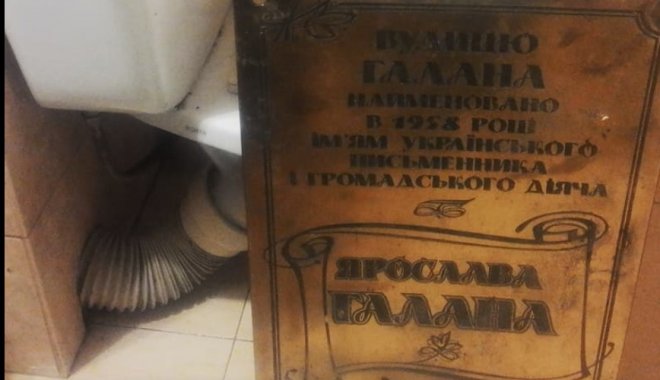 ВУЛИЦЮ
ГАЛАНА
НАЙМЕНОВАНО
В 1958 РОЦІ
ІМ'ЯМ УКРАЇНСЬКОГО
ПИСЬМЕННИКА
І ГРОМАДСЬКОГО ДІЯЧА
ЯРОСЛАВА
ГАЛАНА